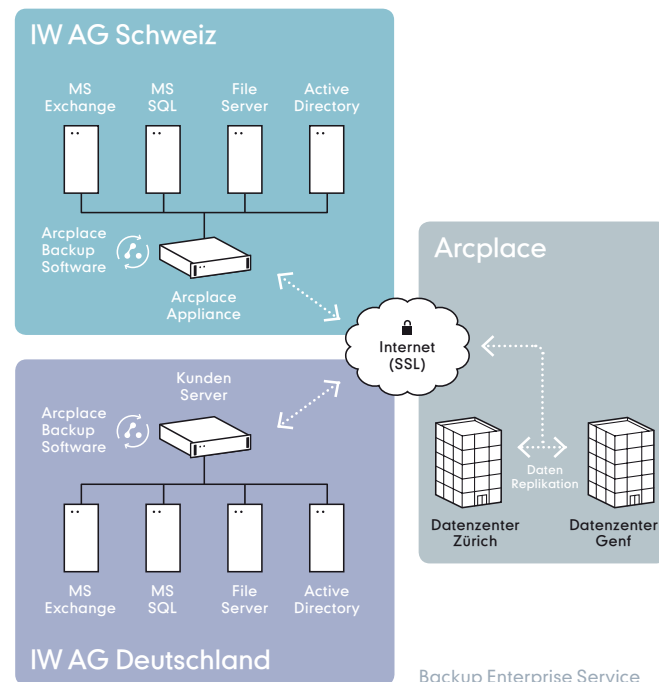 IW AG Schweiz
MS
Exchange
MS
SQL
File
Server
Active
Directory
Arcplace
Backup
Software
Arcplace
Appliance
Arcplace
Internet
(SSL)
Kunden
Server
Arcplace
Backup
Software
Daten
Replikation
Datenzenter
Zürich
Datenzenter
Genf
MS
Exchange
MS
SQL
File
Server
Active
Directory
IW AG Deutschland
Backup Enterprise Service